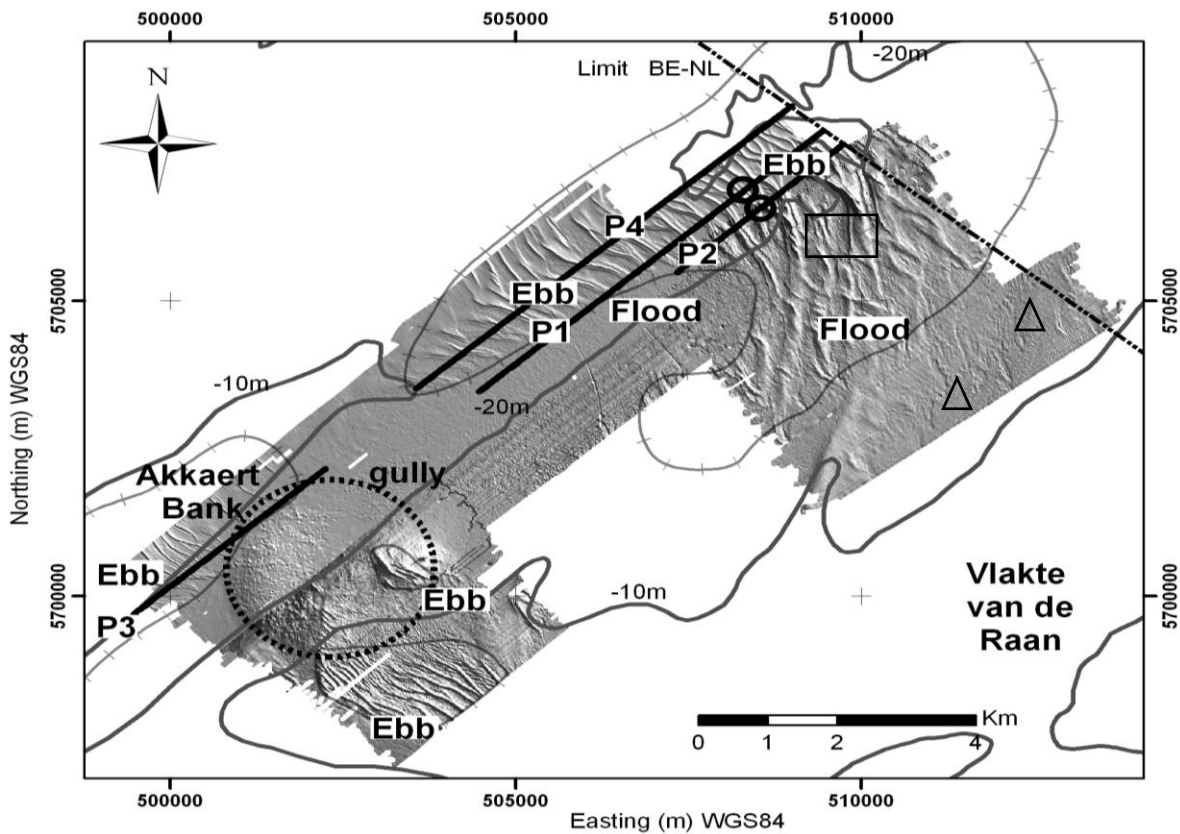 500000
505000
510000
Limit BE-NL
-20m
N
Ebb
P4
P2
5705000
Ebb
Flood
P1
Flood
5705000
-10m
-20m
Akkaert
Bank
gully
Northing (m) WGS84
Ebb
Ebb
-10m
Vlakte
van de
Raan
5700000
5700000
P3
Ebb
Km
0
1
2
4
500000
505000
510000
Easting (m) WGS84